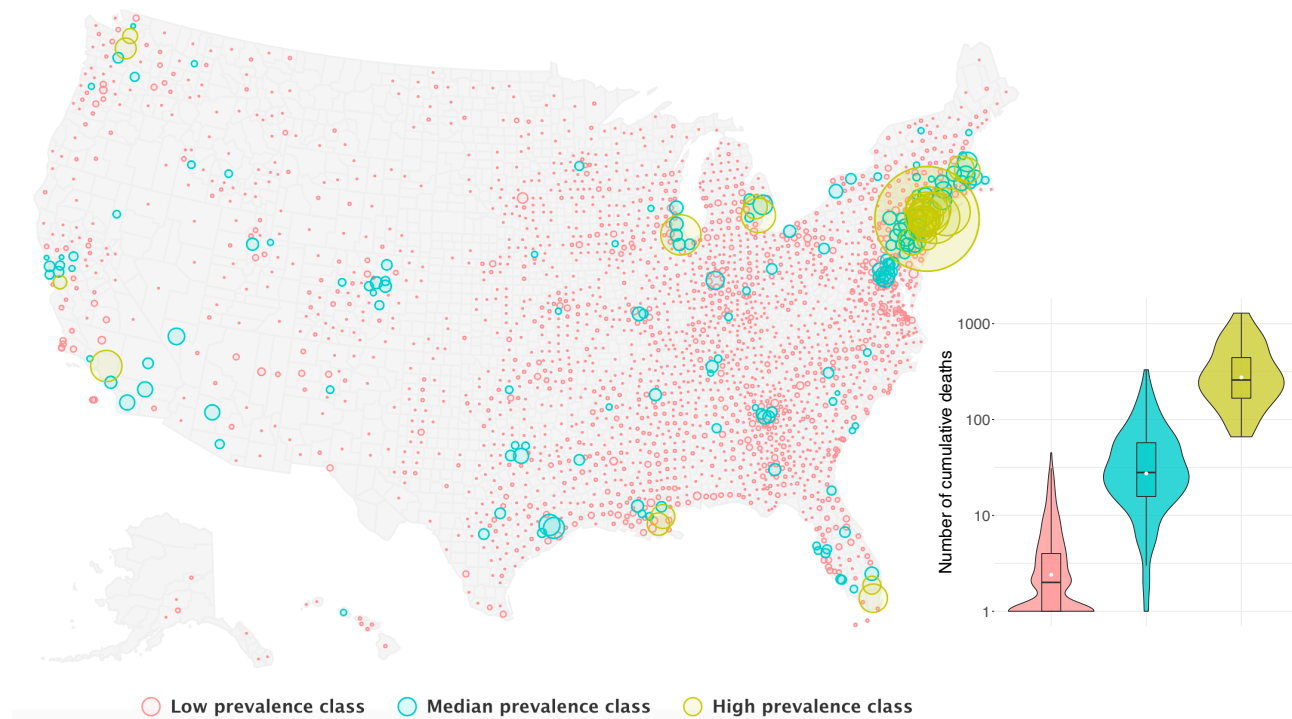 1000
100
10
1
Number of cumulative deaths
Low prevalence class
Median prevalence class
High prevalence class